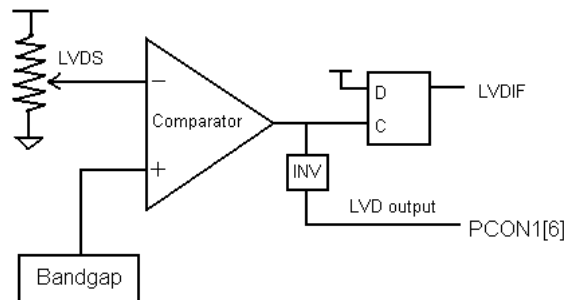 LVDS
−
Comparator
+
Bandgap
INV
D
C
LVDIF
LVD output
PCON1[6]